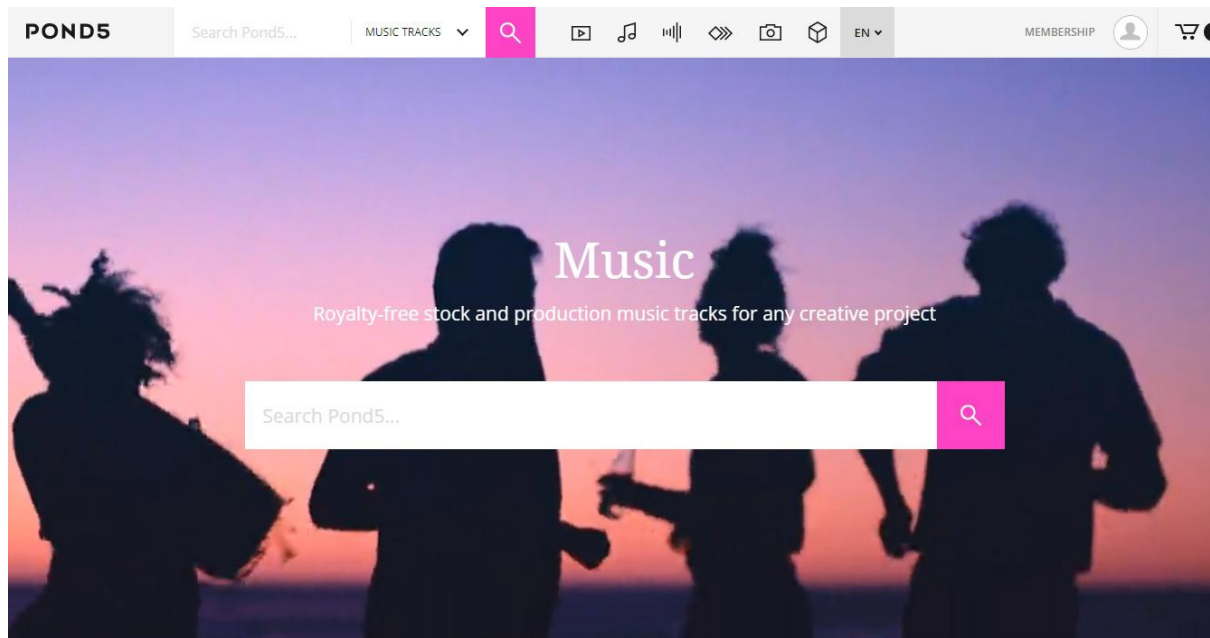 POND5 Search Pond5... MUSIC TRACKS EN MEMBERSHIP
Music
Royalty-free stock and production music tracks for any creative project
Search Pond5...